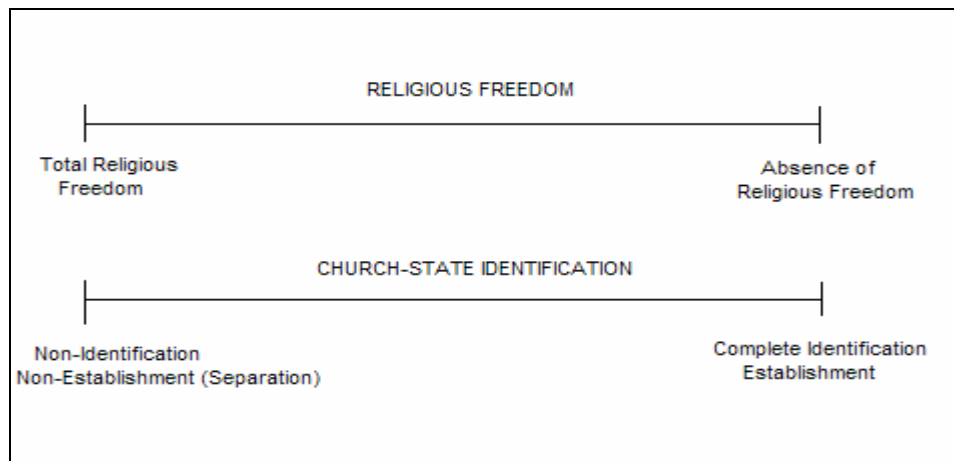 RELIGIOUS FREEDOM
Total Religious
Freedom
Absence of
Religious Freedom
CHURCH-STATE IDENTIFICATION
Non-Identification
Non-Establishment (Separation)
Complete Identification
Establishment